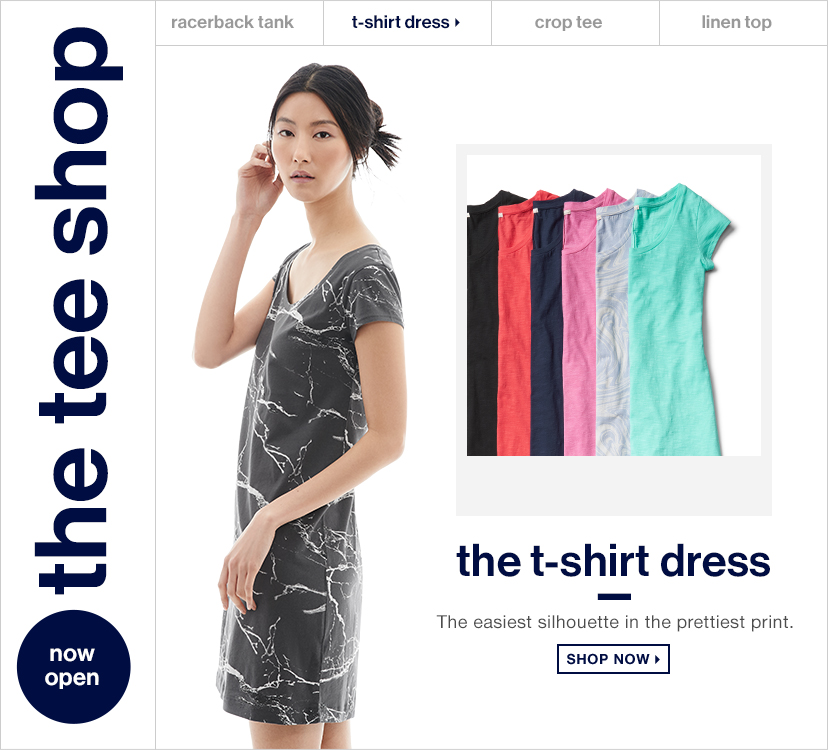 the tee shop
now
open
racerback tank
t-shirt dress
crop tee
linen top
the t-shirt dress
The easiest silhouette in the prettiest print.
SHOP NOW